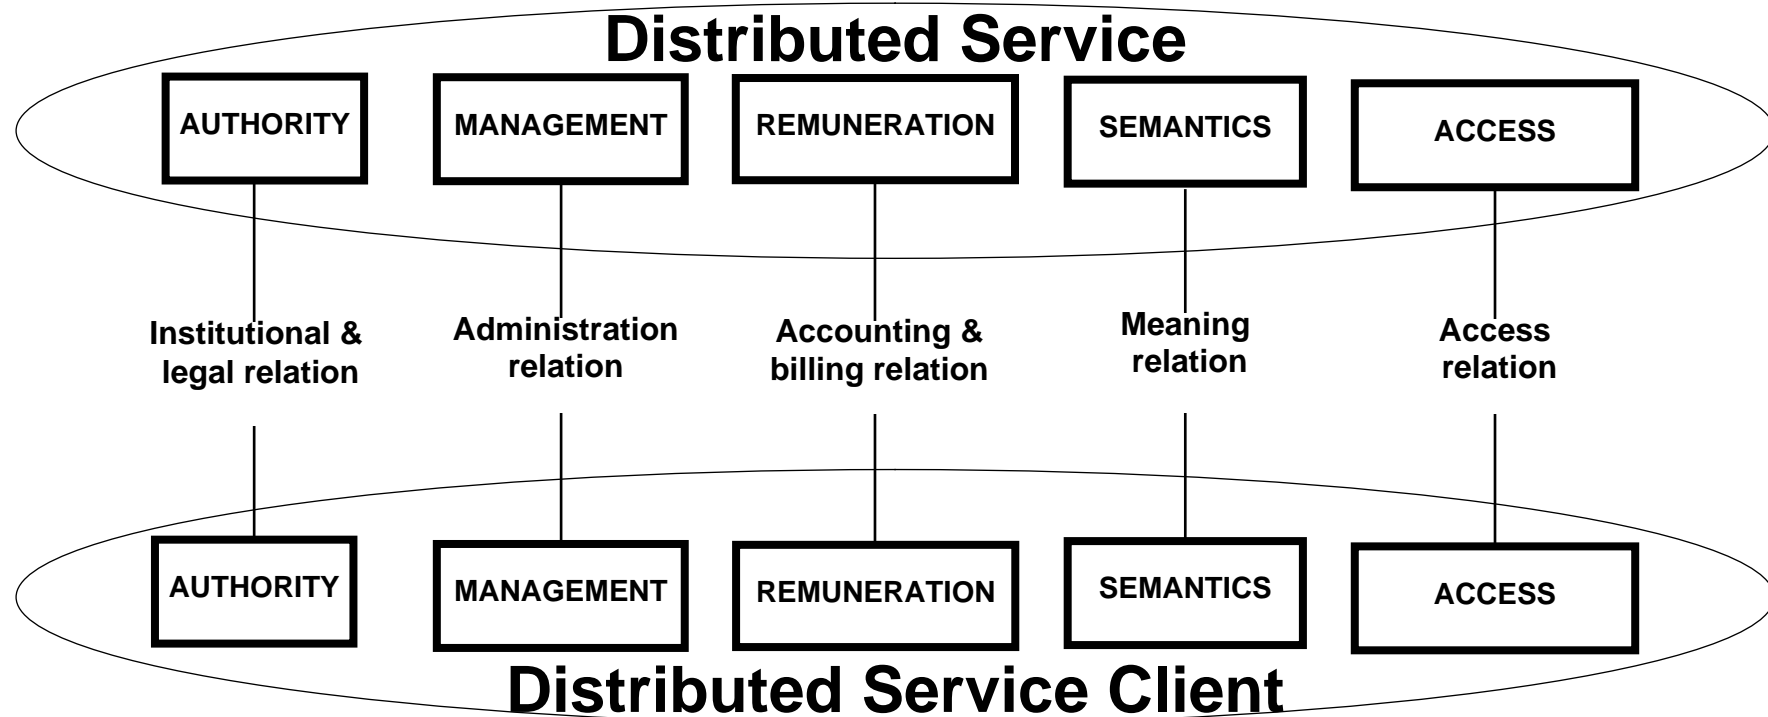 Distributed Service
AUTHORITY
MANAGEMENT
REMUNERATION
SEMANTICS
ACCESS
Institutional &
legal relation
Administration
relation
Accounting &
billing relation
Meaning
relation
Access
relation
AUTHORITY
MANAGEMENT
REMUNERATION
SEMANTICS
ACCESS
Distributed Service Client